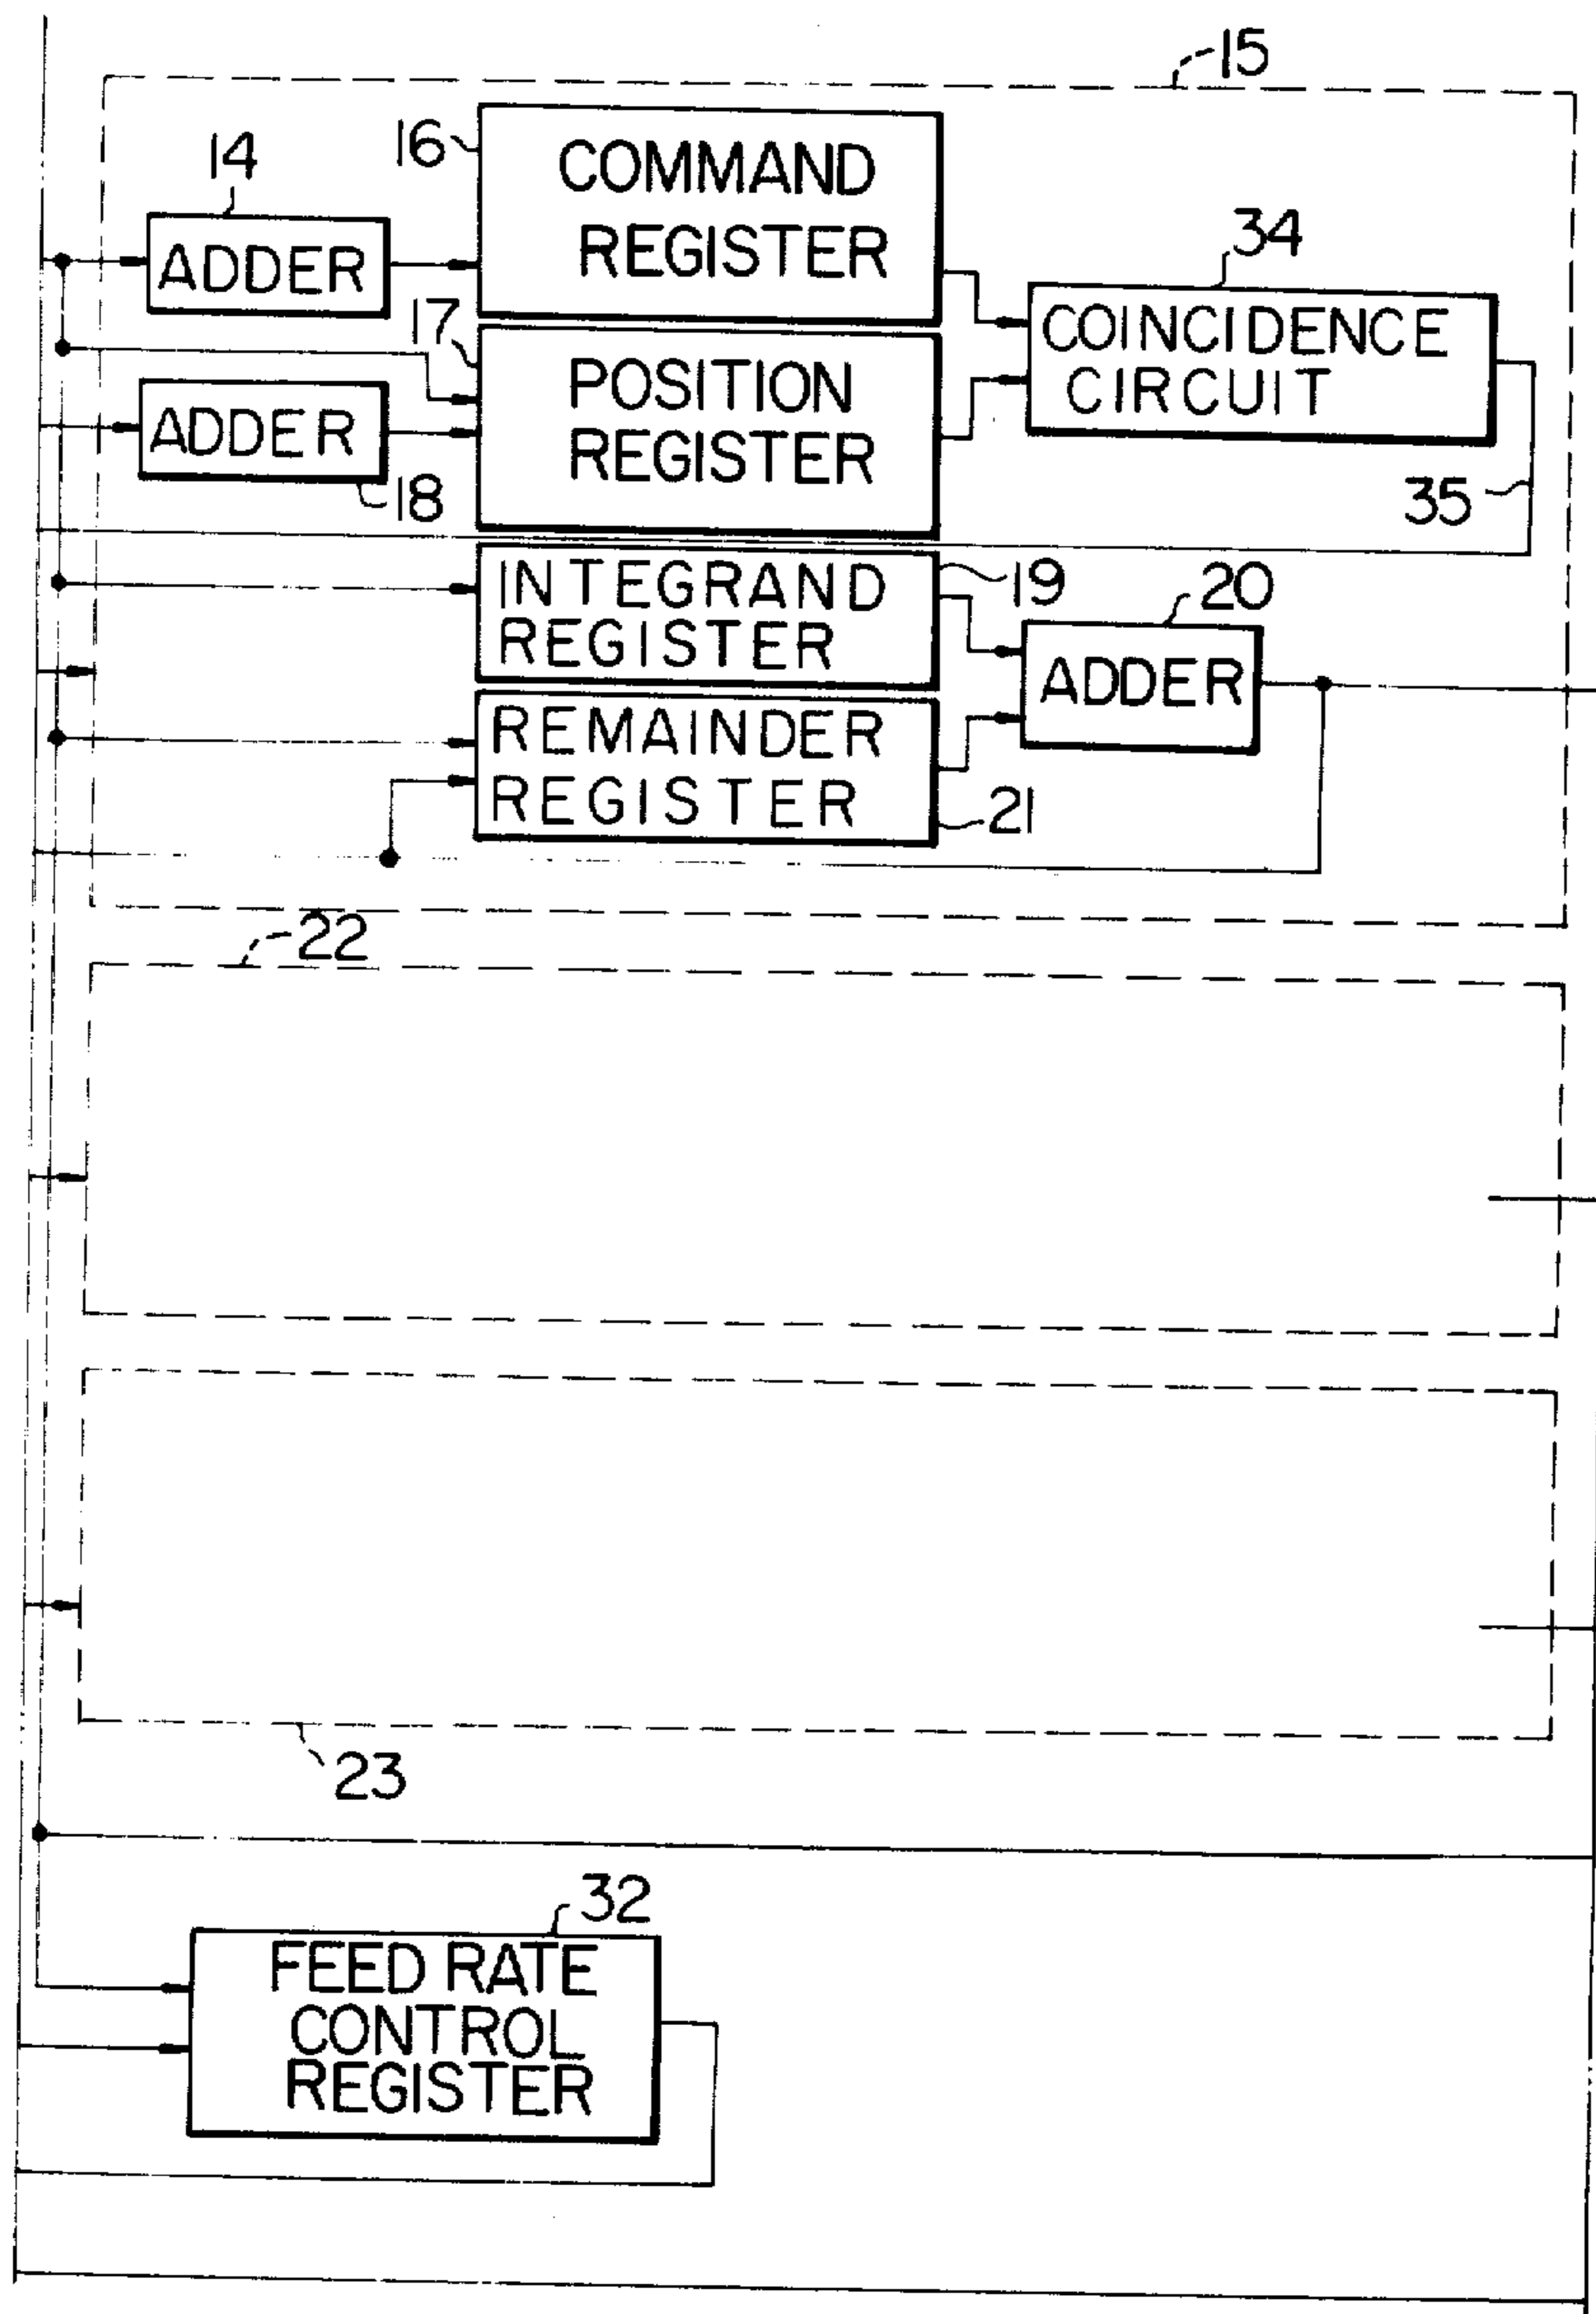 15
14
16
COMMAND
REGISTER
ADDER
34
17
COINCIDENCE
CIRCUIT
POSITION
REGISTER
ADDER
18
35
INTEGRAND
REGISTER
19
20
ADDER
REMAINDER
REGISTER
21
22
23
32
FEED RATE
CONTROL
REGISTER